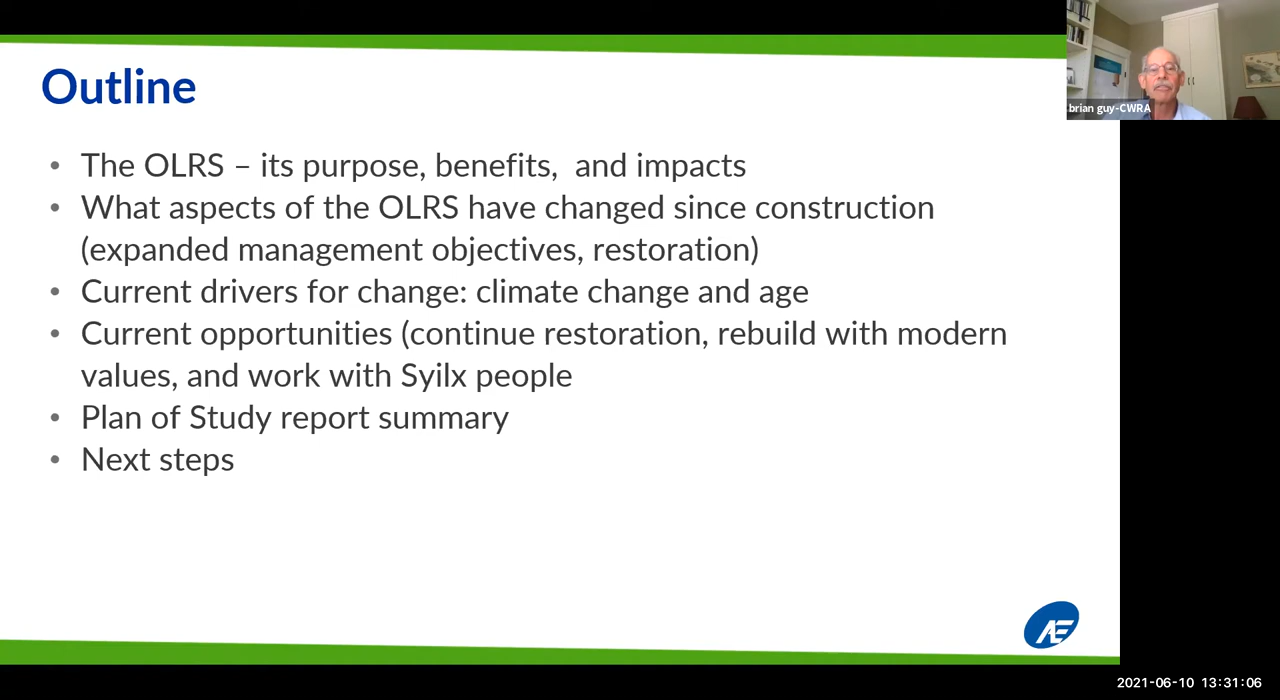 Outline
brian guy-CWRA
• The OLRS – its purpose, benefits,  and impacts
• What aspects of the OLRS have changed since construction
(expanded management objectives, restoration)
• Current drivers for change: climate change and age
• Current opportunities (continue restoration, rebuild with modern
values, and work with Syilx people
• Plan of Study report summary
• Next steps
AE
2021-06-10 13:31:06